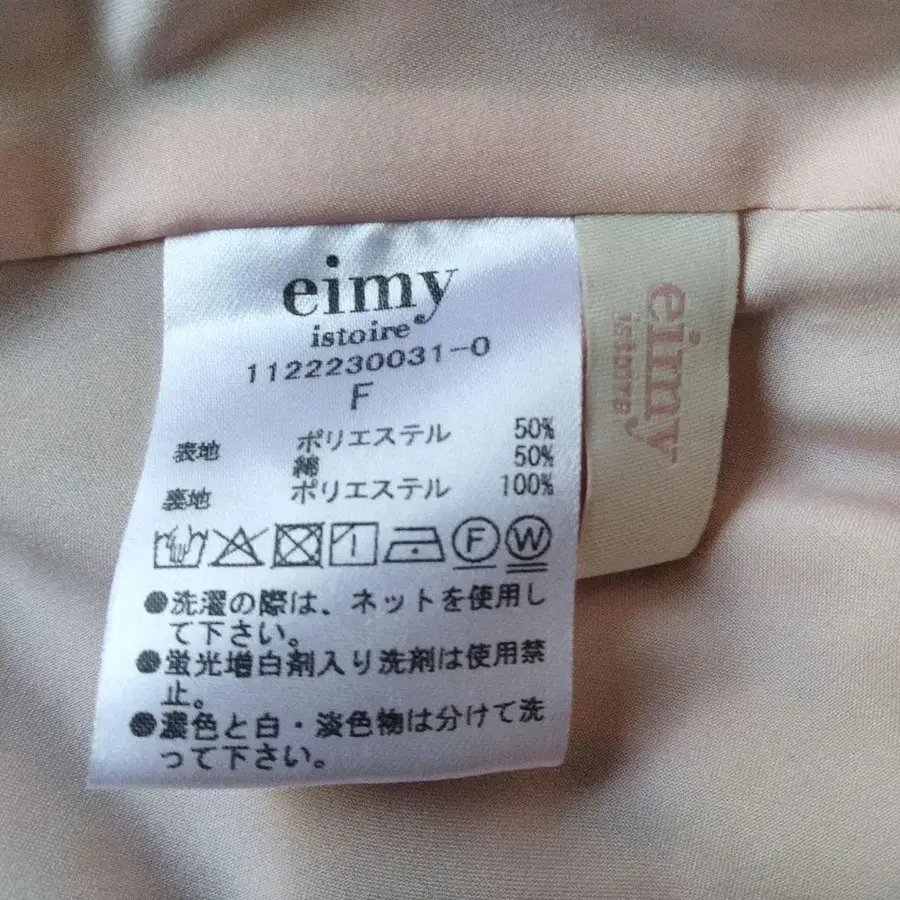 eimy
istoire®
1122230031-0
F
表地 ポリエステル 50%
綿 50%
裏地 ポリエステル 100%
F W
●洗濯の際は、ネットを使用し
て下さい。
●蛍光増白剤入り洗剤は使用禁
止。
●濃色と白・淡色物は分けて洗
って下さい。
eimy
istoire